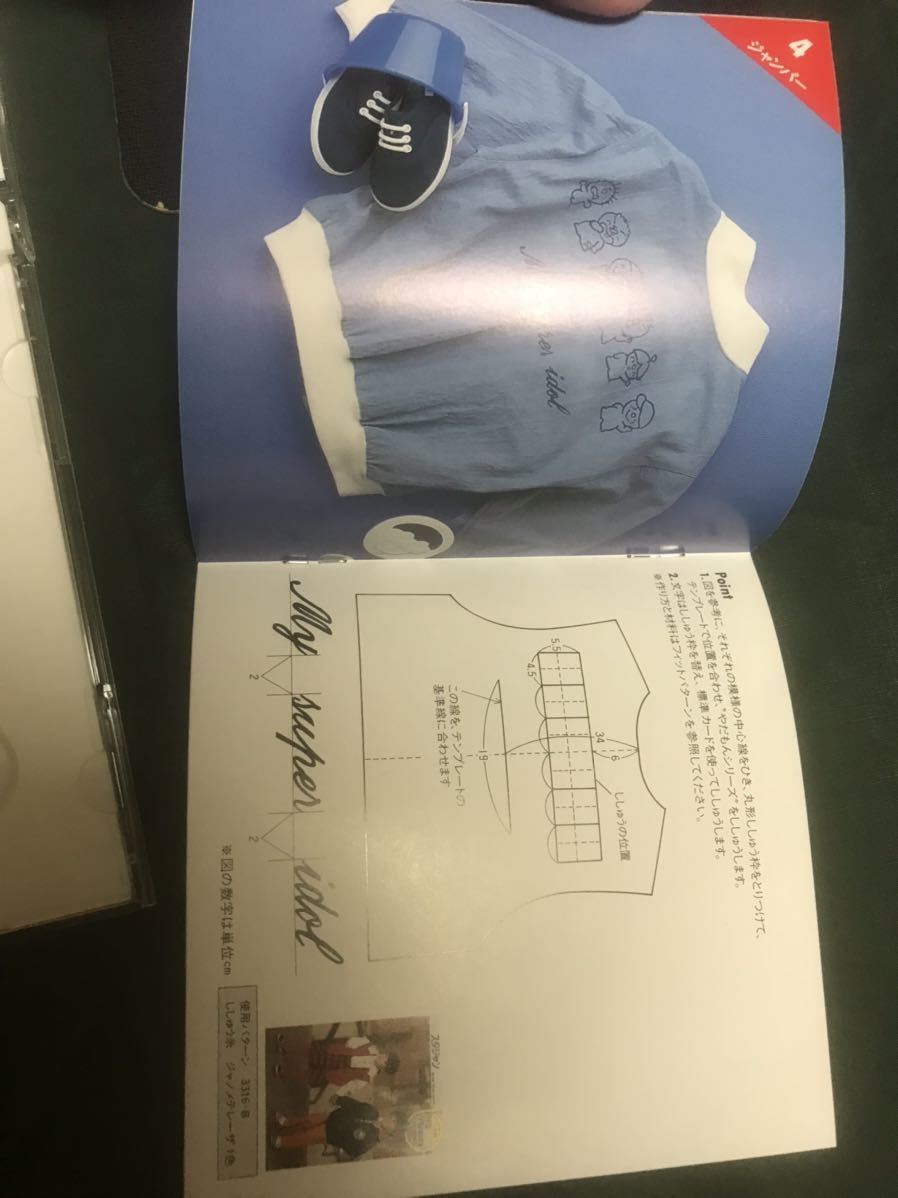 4
ジャンパー
My super idol
Point
1.図を参考に、それぞれの模様の中心線をひき、丸形ししゅう枠をとりつけて、
テンプレートで位置を合わせ、“やだもんシリーズ”をししゅうします。
2.文字はししゅう枠を替え、標準カードを使ってししゅうします。
※作り方と材料はフィットパターンを参照してください。
5.5
4.5
34
6
19
ししゅうの位置
この線を、テンプレートの
基準線に合わせます
My super idol
2
2
※図の数字は単位cm
スタジャン
使用パターン 3316-B
ししゅう糸 ジャノメテレーザ1色